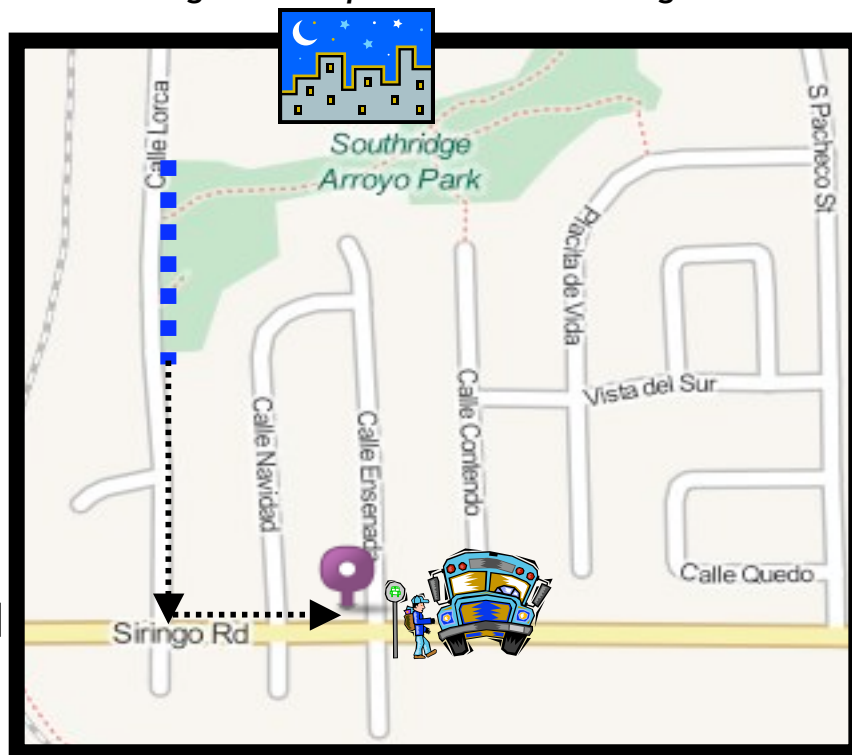 Calle Lorca
Southridge
Arroyo Park
S Pacheco St
Placita de Vida
Vista del Sur
Calle Navidad
Calle Ensenada
Calle Contendo
Calle Quedo
Siringo Rd